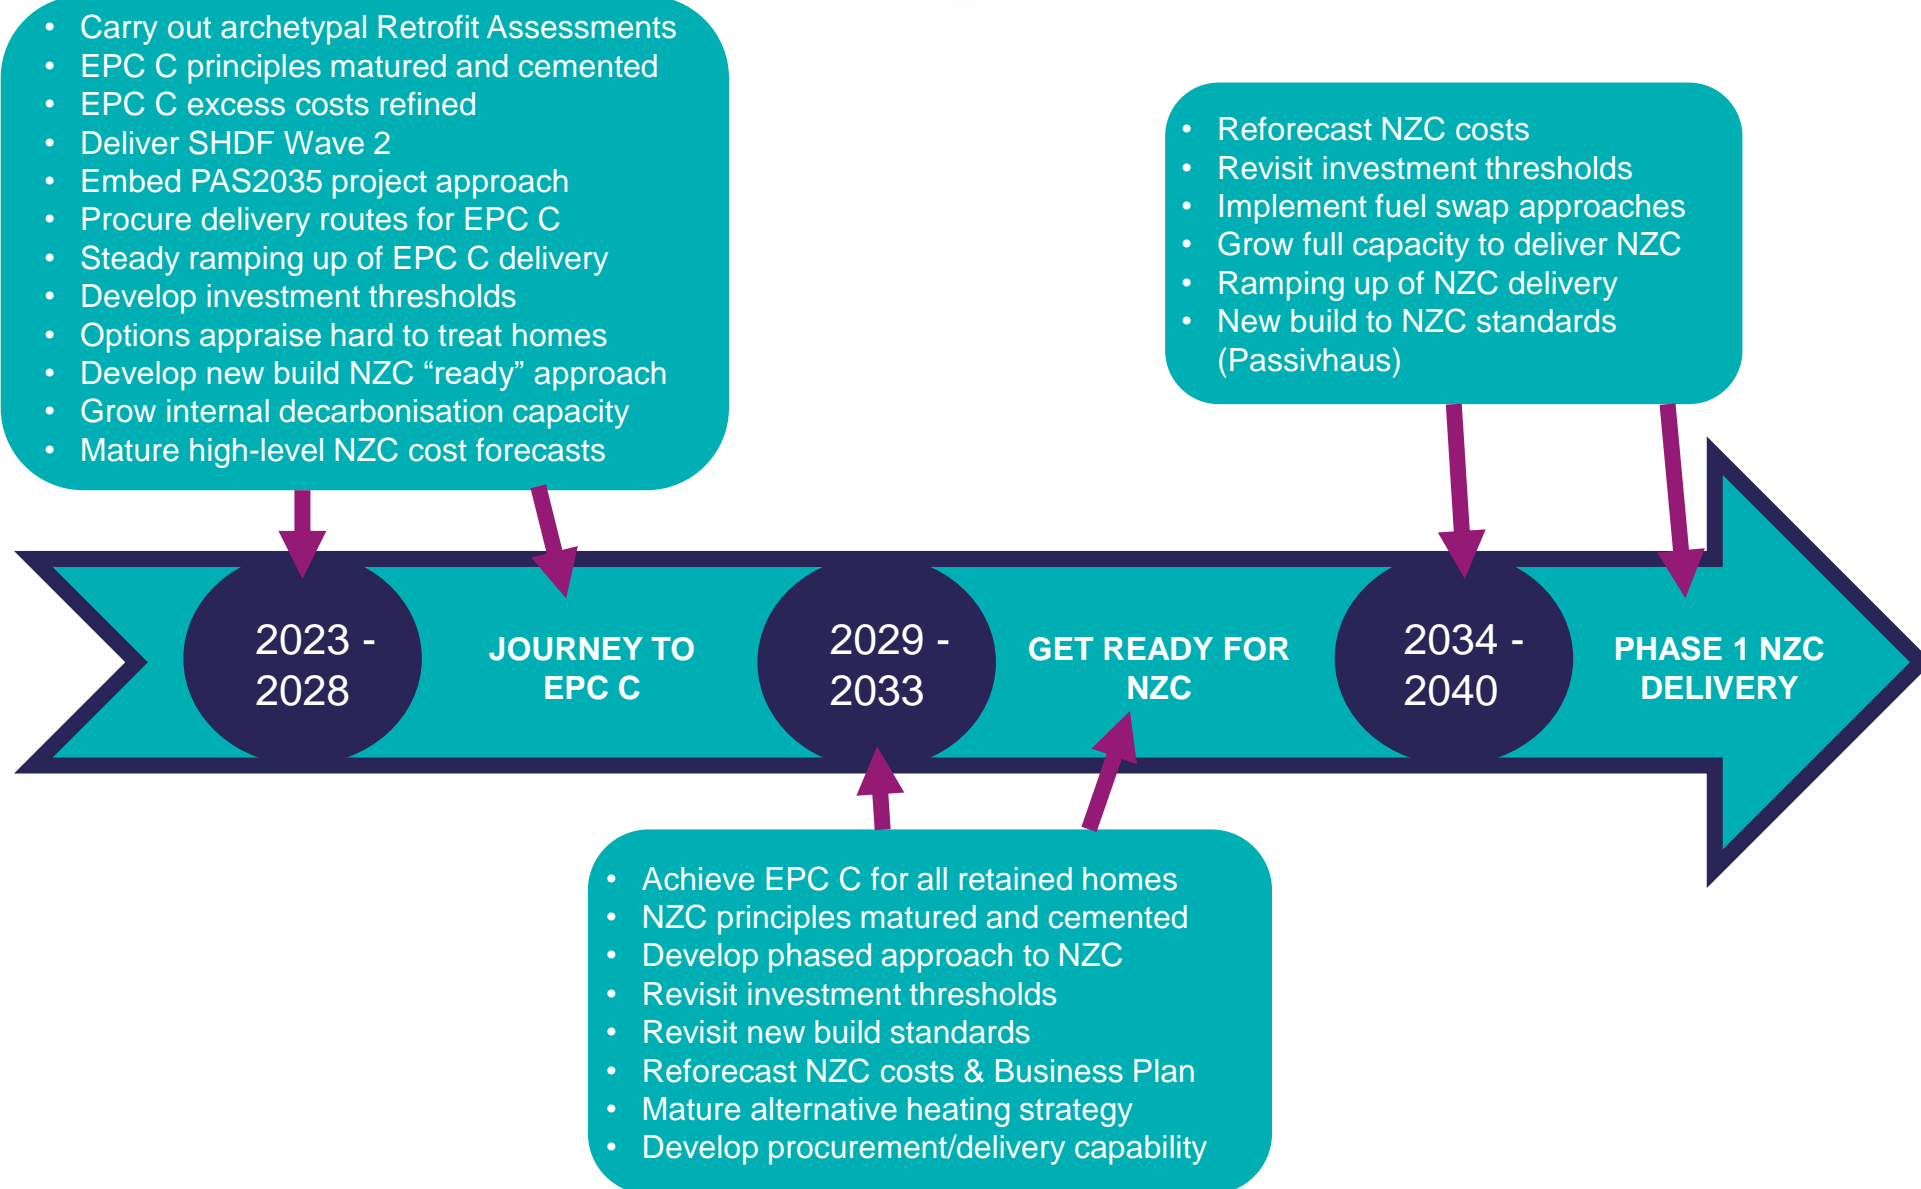 • Carry out archetypal Retrofit Assessments
• EPC C principles matured and cemented
• EPC C excess costs refined
• Deliver SHDF Wave 2
• Embed PAS2035 project approach
• Procure delivery routes for EPC C
• Steady ramping up of EPC C delivery
• Develop investment thresholds
• Options appraise hard to treat homes
• Develop new build NZC “ready” approach
• Grow internal decarbonisation capacity
• Mature high-level NZC cost forecasts
• Reforecast NZC costs
• Revisit investment thresholds
• Implement fuel swap approaches
• Grow full capacity to deliver NZC
• Ramping up of NZC delivery
• New build to NZC standards
(Passivhaus)
2023 -
2028
JOURNEY TO
EPC C
2029 -
2033
GET READY FOR
NZC
2034 -
2040
PHASE 1 NZC
DELIVERY
• Achieve EPC C for all retained homes
• NZC principles matured and cemented
• Develop phased approach to NZC
• Revisit investment thresholds
• Revisit new build standards
• Reforecast NZC costs & Business Plan
• Mature alternative heating strategy
• Develop procurement/delivery capability